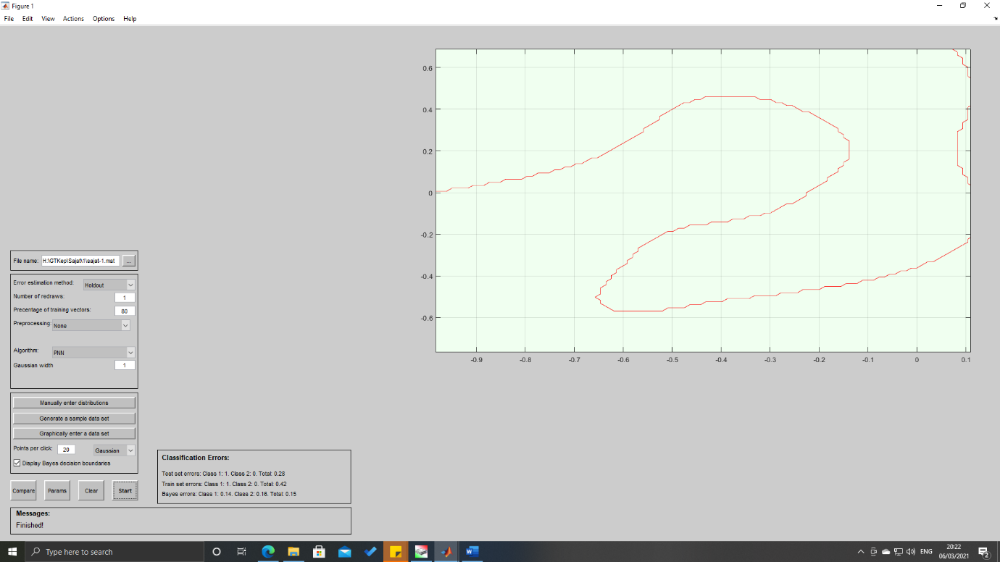 Figure 1
File Edit View Actions Options Help
0.6
0.4
0.2
0
-0.2
-0.4
-0.6
-0.9 -0.8 -0.7 -0.6 -0.5 -0.4 -0.3 -0.2 -0.1 0 0.1
File name: H:\GTKep\Sajat\1\sajat-1.mat ...
Error estimation method: Holdout
Number of redraws: 1
Precentage of training vectors: 80
Preprocessing: None
Algorithm: PNN
Gaussian width 1
Manually enter distributions
Generate a sample data set
Graphically enter a data set
Points per click: 20 Gaussian
Display Bayes decision boundaries
Compare Params Clear Start
Classification Errors:
Test set errors: Class 1: 1. Class 2: 0. Total: 0.28
Train set errors: Class 1: 1. Class 2: 0. Total: 0.42
Bayes errors: Class 1: 0.14. Class 2: 0.16. Total: 0.15
Messages:
Finished!
Type here to search
ENG
20:22
06/03/2021
2